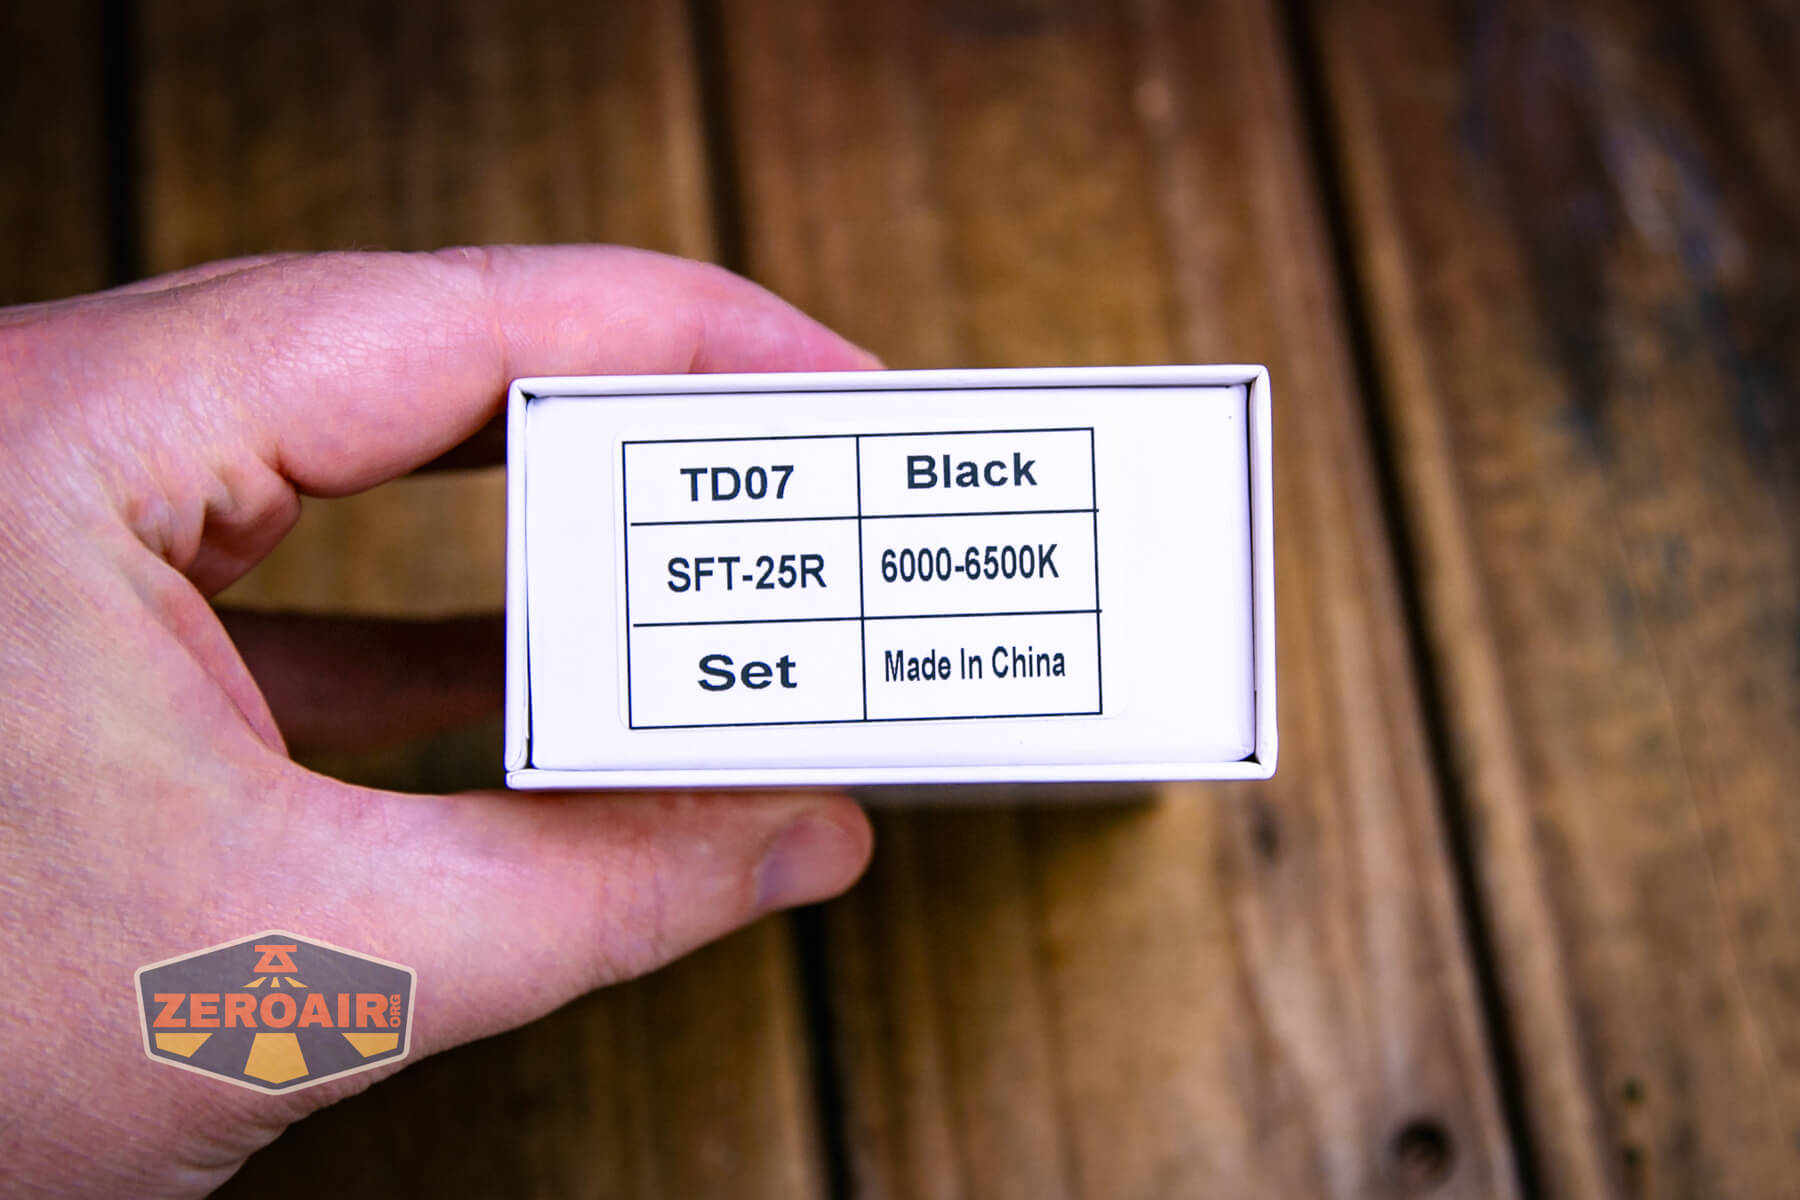 TD07 Black
SFT-25R 6000-6500K
Set Made In China
ZEROAIR.ORG